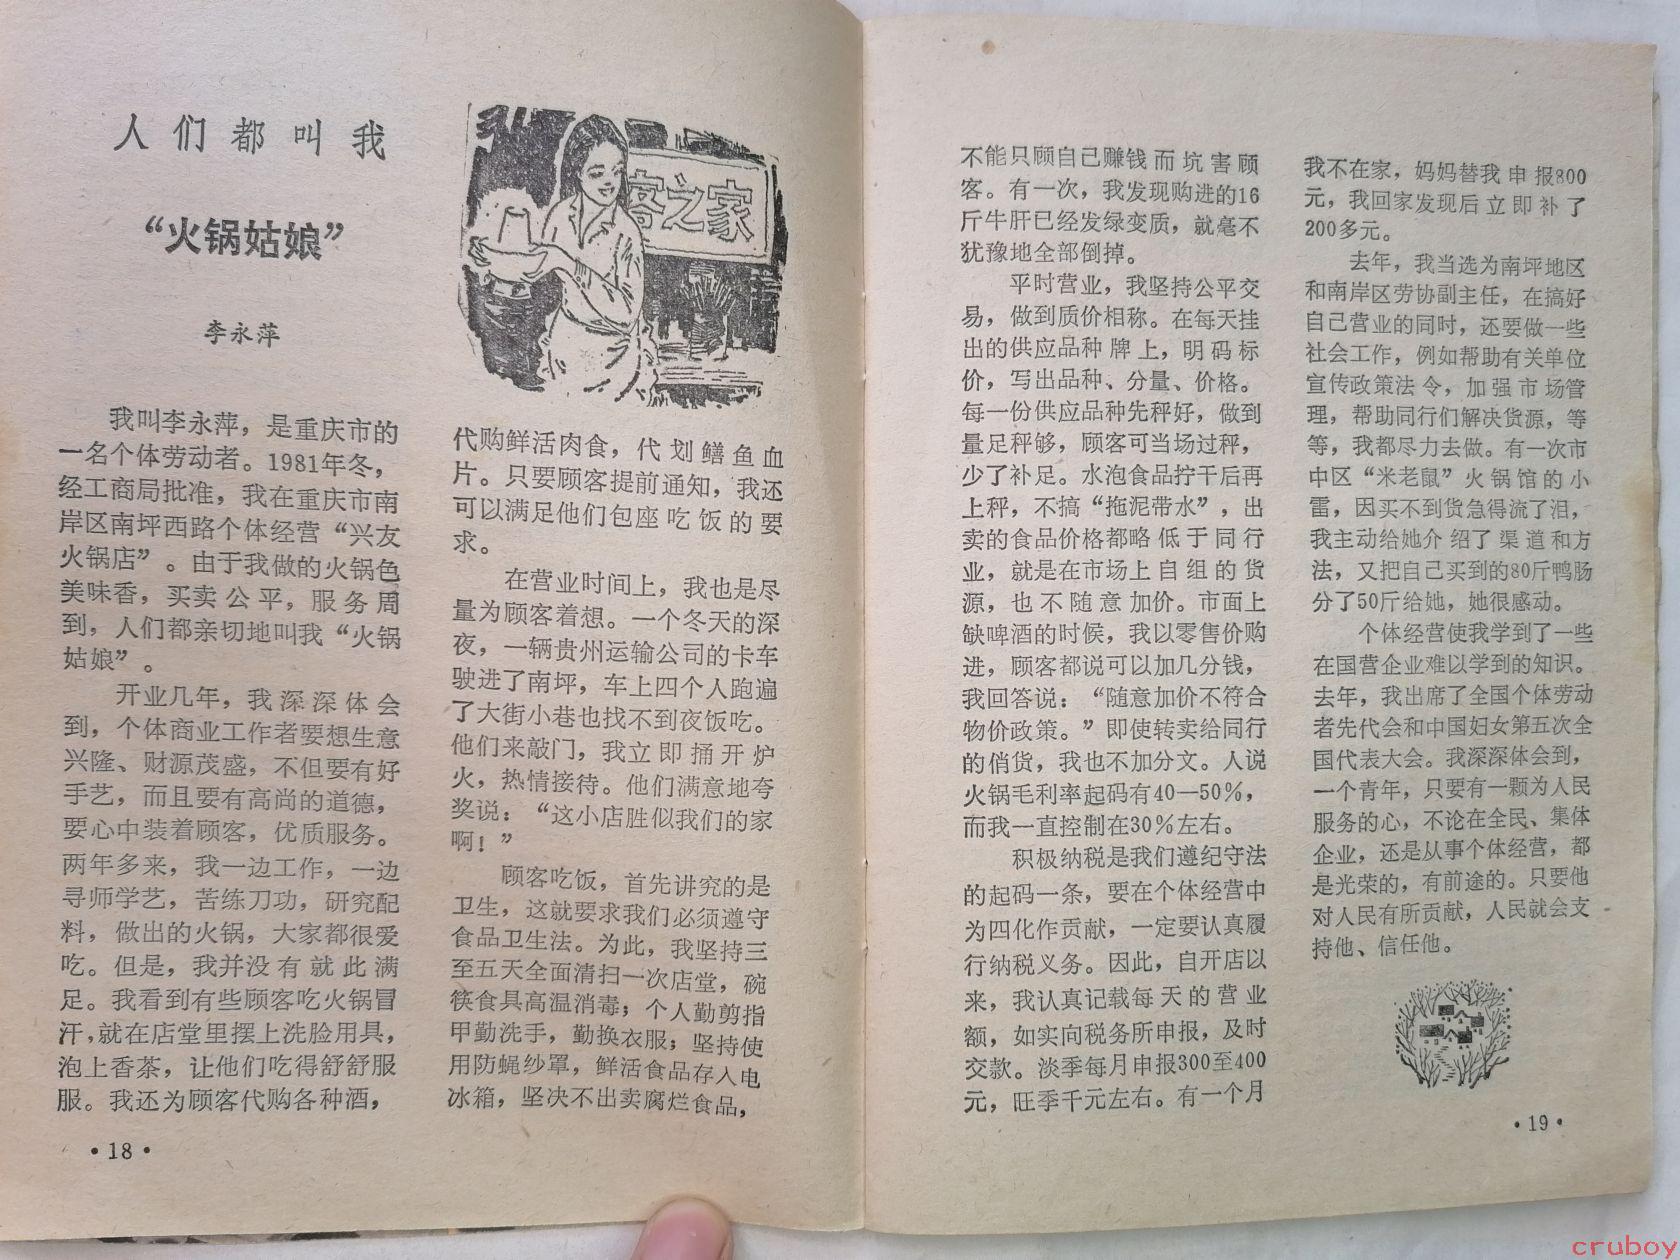 人们都叫我
“火锅姑娘”
李永萍
我叫李永萍，是重庆市的
一名个体劳动者。1981年冬，
经工商局批准，我在重庆市南
岸区南坪西路个体经营“兴友
火锅店”。由于我做的火锅色
美味香，买卖公平，服务周
到，人们都亲切地叫我“火锅
姑娘”。
开业几年，我深深体会
到，个体商业工作者要想生意
兴隆、财源茂盛，不但要有好
手艺，而且要有高尚的道德，
要心中装着顾客，优质服务。
两年多来，我一边工作，一边
寻师学艺，苦练刀功，研究配
料，做出的火锅，大家都很爱
吃。但是，我并没有就此满
足。我看到有些顾客吃火锅冒
汗，就在店堂里摆上洗脸用具，
泡上香茶，让他们吃得舒舒服
服。我还为顾客代购各种酒，
·18·
客之家
代购鲜活肉食，代划鳝鱼血
片。只要顾客提前通知，我还
可以满足他们包座吃饭的要
求。
在营业时间上，我也是尽
量为顾客着想。一个冬天的深
夜，一辆贵州运输公司的卡车
驶进了南坪，车上四个人跑遍
了大街小巷也找不到夜饭吃。
他们来敲门，我立即捅开炉
火，热情接待。他们满意地夸
奖说：“这小店胜似我们的家
啊！”
顾客吃饭，首先讲究的是
卫生，这就要求我们必须遵守
食品卫生法。为此，我坚持三
至五天全面清扫一次店堂，碗
筷食具高温消毒；个人勤剪指
甲勤洗手，勤换衣服；坚持使
用防蝇纱罩，鲜活食品存入电
冰箱，坚决不出卖腐烂食品，
不能只顾自己赚钱而坑害顾
客。有一次，我发现购进的16
斤牛肝已经发绿变质，就毫不
犹豫地全部倒掉。
平时营业，我坚持公平交
易，做到质价相称。在每天挂
出的供应品种牌上，明码标
价，写出品种、分量、价格。
每一份供应品种先秤好，做到
量足秤够，顾客可当场过秤，
少了补足。水泡食品拧干后再
上秤，不搞“拖泥带水”，出
卖的食品价格都略低于同行
业，就是在市场上自组的货
源，也不随意加价。市面上
缺啤酒的时候，我以零售价购
进，顾客都说可以加几分钱，
我回答说：“随意加价不符合
物价政策。”即使转卖给同行
的俏货，我也不加分文。人说
火锅毛利率起码有40—50％，
而我一直控制在30％左右。
积极纳税是我们遵纪守法
的起码一条，要在个体经营中
为四化作贡献，一定要认真履
行纳税义务。因此，自开店以
来，我认真记载每天的营业
额，如实向税务所申报，及时
交款。淡季每月申报300至400
元，旺季千元左右。有一个月
我不在家，妈妈替我申报800
元，我回家发现后立即补了
200多元。
去年，我当选为南坪地区
和南岸区劳协副主任，在搞好
自己营业的同时，还要做一些
社会工作，例如帮助有关单位
宣传政策法令，加强市场管
理，帮助同行们解决货源，等
等，我都尽力去做。有一次市
中区“米老鼠”火锅馆的小
雷，因买不到货急得流了泪，
我主动给她介绍了渠道和方
法，又把自己买到的80斤鸭肠
分了50斤给她，她很感动。
个体经营使我学到了一些
在国营企业难以学到的知识。
去年，我出席了全国个体劳动
者先代会和中国妇女第五次全
国代表大会。我深深体会到，
一个青年，只要有一颗为人民
服务的心，不论在全民、集体
企业，还是从事个体经营，都
是光荣的，有前途的。只要他
对人民有所贡献，人民就会支
持他、信任他。
·19·
cruboy